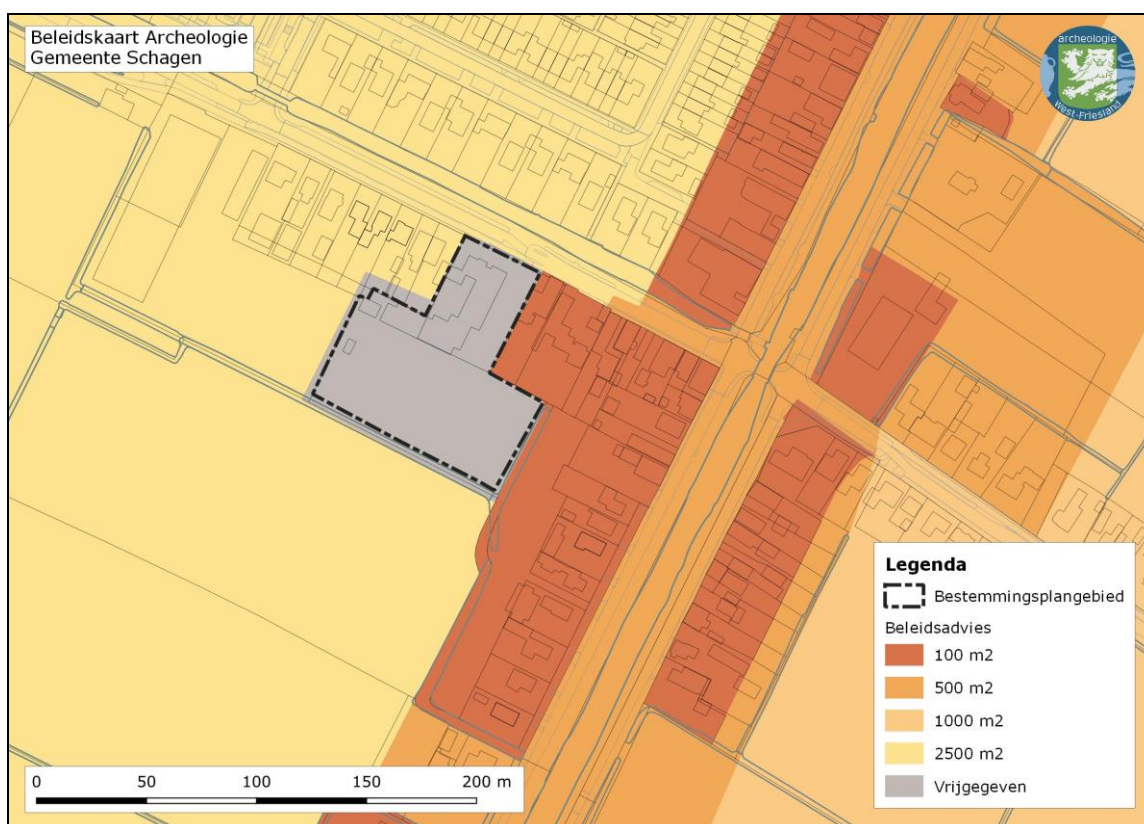 Beleidskaart Archeologie
Gemeente Schagen
archeologie
West-Friesland
Legenda
Bestemmingsplangebied
Beleidsadvies
100 m2
500 m2
1000 m2
2500 m2
Vrijgegeven
0 50 100 150 200 m